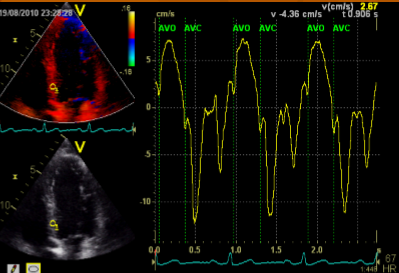 19/08/2010 23:28:28
V
.16
-.16
5
10
V
5
10
cm/s
v(cm/s) 2.67
v -4.36 cm/s t 0.906 s
AVO AVC AVO AVC AVO AVC
5
0
-5
-10
0.0 0.5 1.0 2.0 s
1.448
67
HR